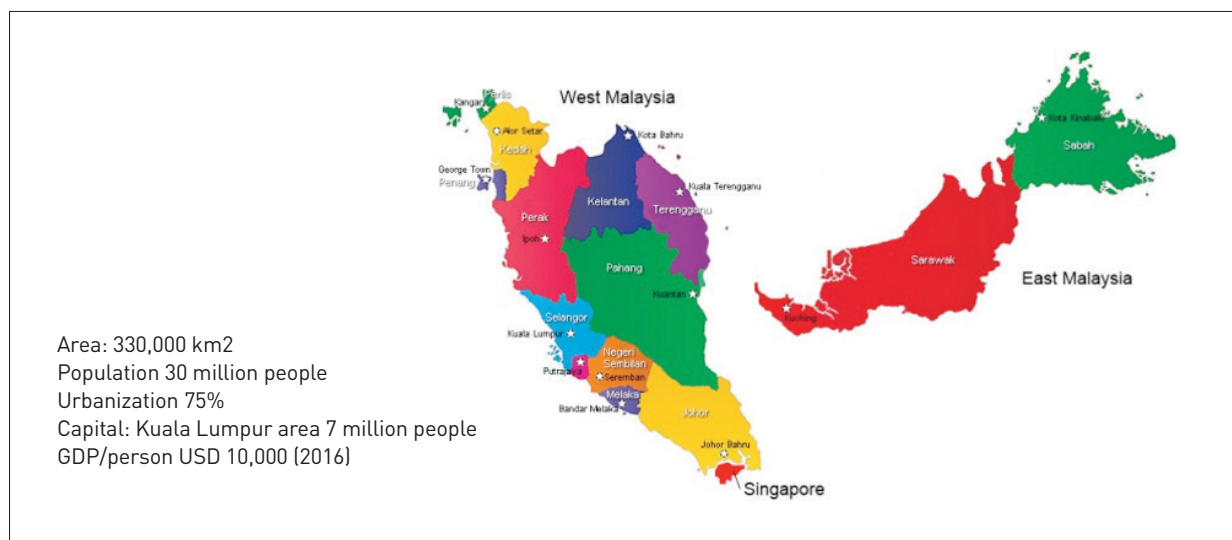 West Malaysia
Perlis
Kangar
Alor Setar
Kedah
Kota Bahru
George Town
Penang
Kuala Terengganu
Kelantan
Terengganu
Perak
Ipoh
Pahang
Kuantan
Selangor
Kuala Lumpur
Negeri
Sembilan
Putrajaya
Seremban
Melaka
Bandar Melaka
Johor
Johor Bahru
Singapore
Kota Kinabalu
Sabah
Sarawak
East Malaysia
Kuching
Area: 330,000 km2
Population 30 million people
Urbanization 75%
Capital: Kuala Lumpur area 7 million people
GDP/person USD 10,000 (2016)